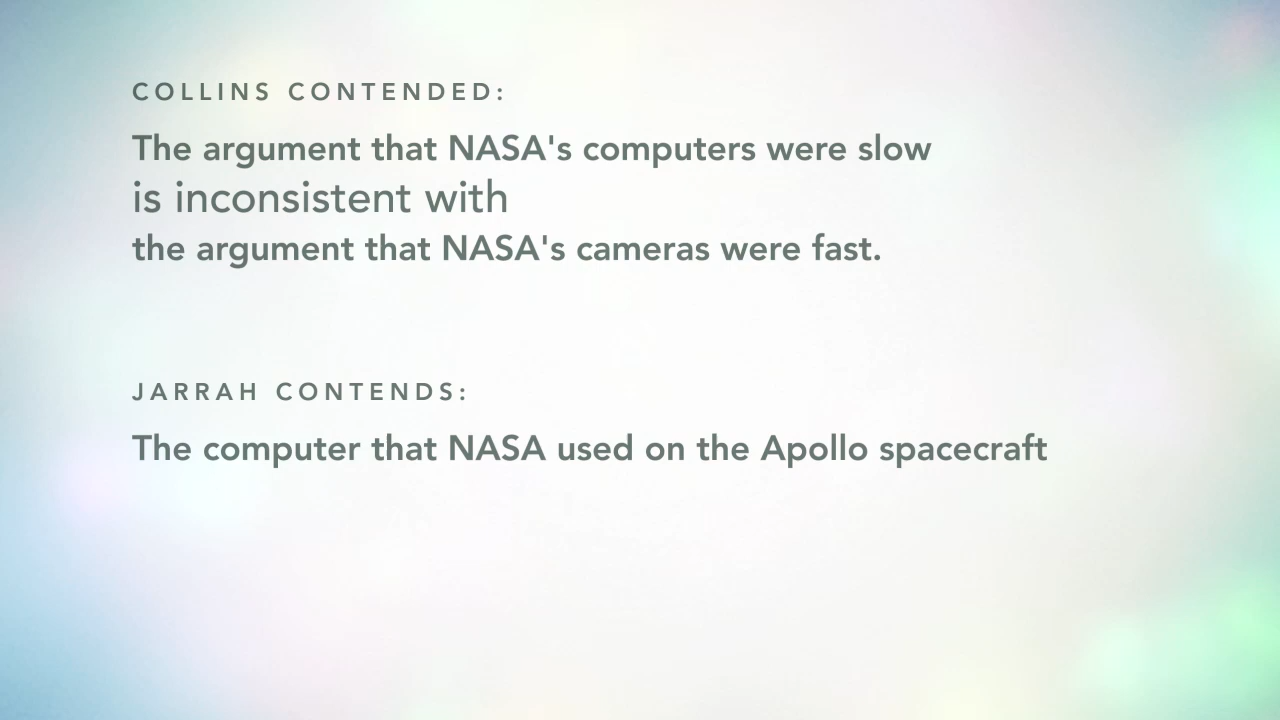 COLLINS CONTENDED:
The argument that NASA's computers were slow
is inconsistent with
the argument that NASA's cameras were fast.
JARRAH CONTENDS:
The computer that NASA used on the Apollo spacecraft